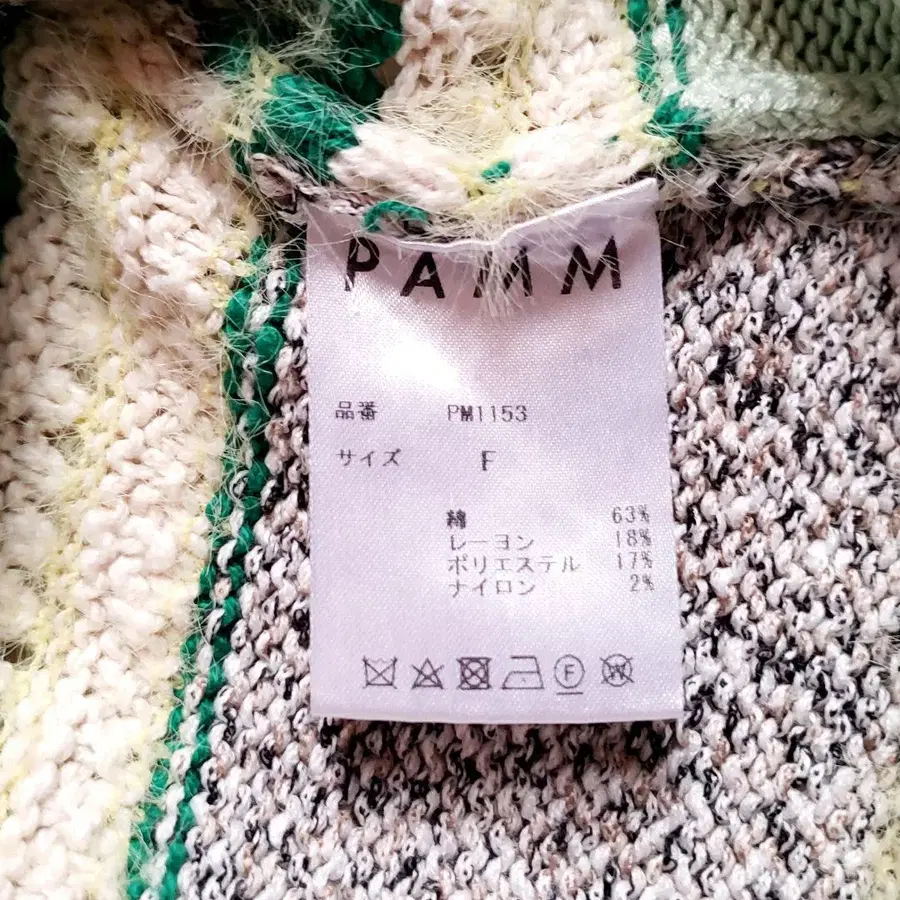 PAMM
品番 PM1153
サイズ F
綿 63%
レーヨン 18%
ポリエステル 17%
ナイロン 2%